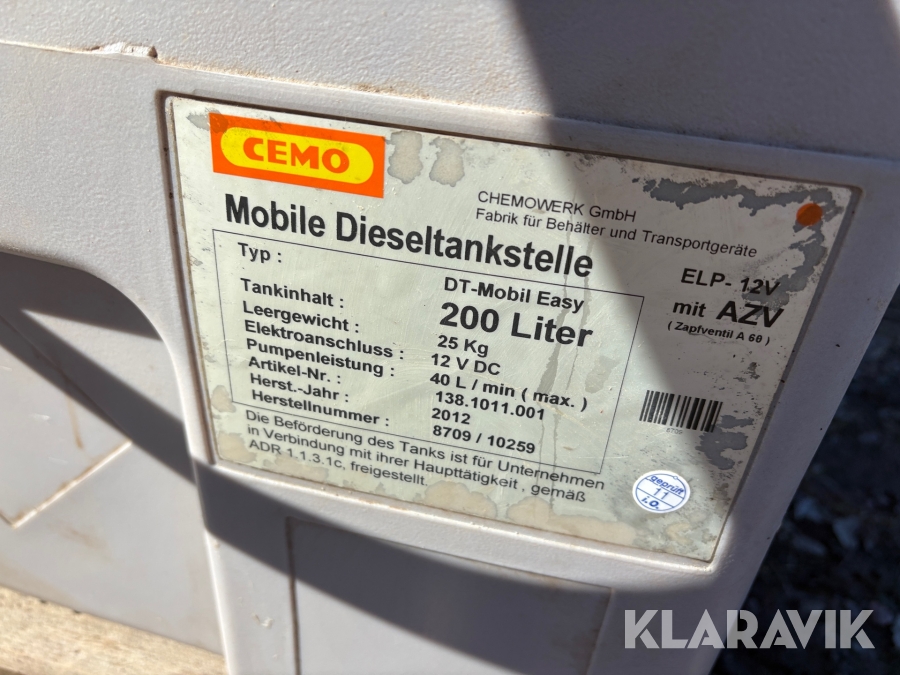 CEMO
CHEMOWERK GmbH
Fabrik für Behälter und Transportgeräte
Mobile Dieseltankstelle
ELP- 12V
mit AZV
( Zapfventil A 60 )
Typ : DT-Mobil Easy
Tankinhalt : 200 Liter
Leergewicht : 25 Kg
Elektroanschluss : 12 V DC
Pumpenleistung : 40 L / min ( max. )
Artikel-Nr. : 138.1011.001
Herst.-Jahr : 2012
Herstellnummer : 8709 / 10259
Die Beförderung des Tanks ist für Unternehmen
in Verbindung mit ihrer Haupttätigkeit , gemäß
ADR 1.1.3.1c, freigestellt.
geprüft
11
i.O.
KLARAVIK